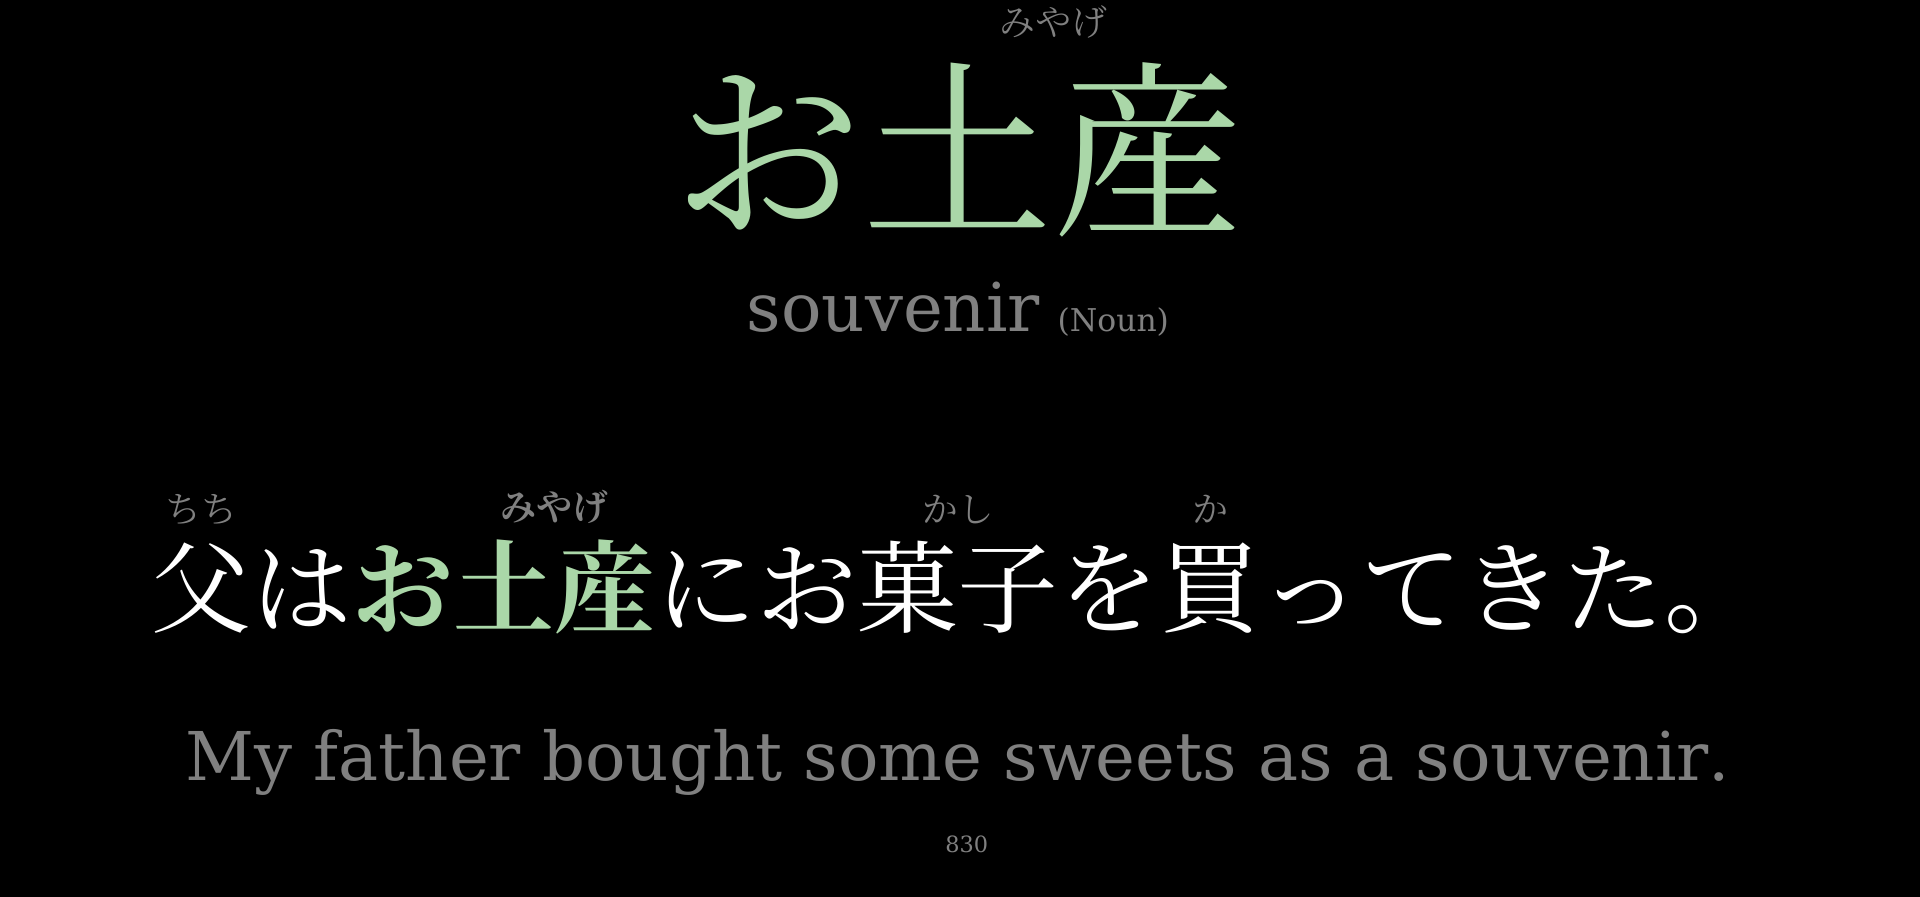 みやげ
お土産
souvenir (Noun)
ちち みやげ かし か
父はお土産にお菓子を買ってきた。
My father bought some sweets as a souvenir.
830